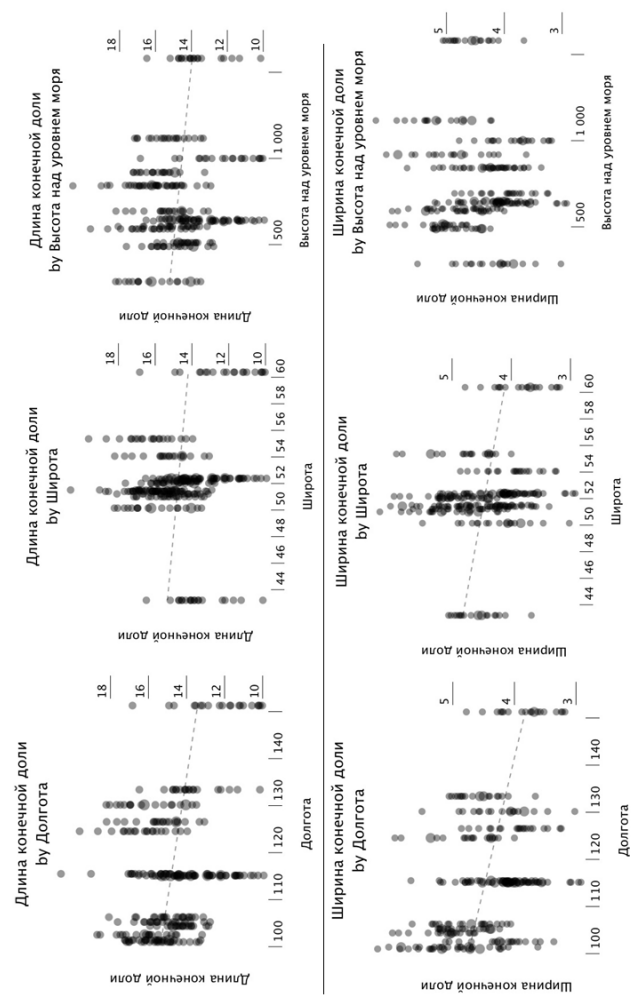 Длина конечной доли
by Долгота
Длина конечной доли
18
16
14
12
10
100 110 120 130 140
Долгота
Длина конечной доли
by Широта
Длина конечной доли
18
16
14
12
10
44 46 48 50 52 54 56 58 60
Широта
Длина конечной доли
by Высота над уровнем моря
Длина конечной доли
18
16
14
12
10
500 1 000
Высота над уровнем моря
Ширина конечной доли
by Долгота
Ширина конечной доли
5
4
3
100 110 120 130 140
Долгота
Ширина конечной доли
by Широта
Ширина конечной доли
5
4
3
44 46 48 50 52 54 56 58 60
Широта
Ширина конечной доли
by Высота над уровнем моря
Ширина конечной доли
5
4
3
500 1 000
Высота над уровнем моря